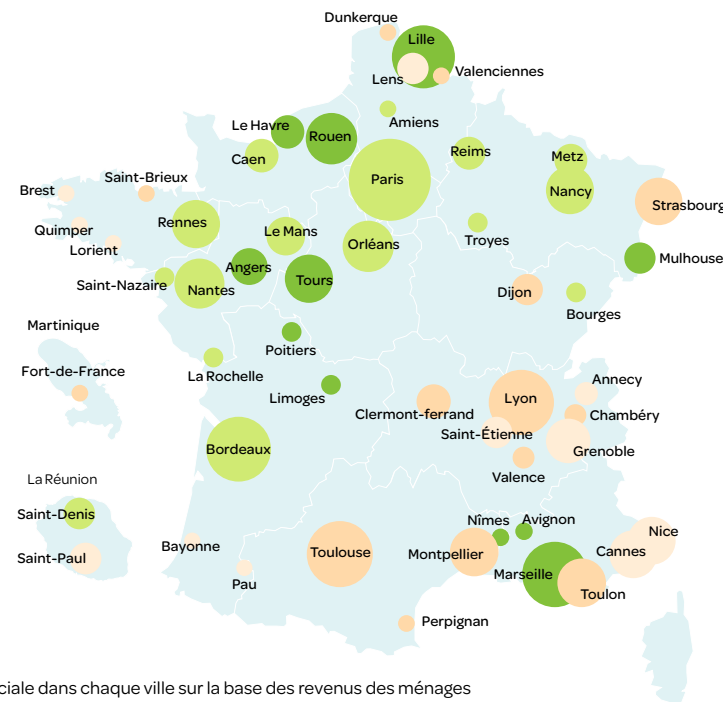 Dunkerque
Lille
Lens
Valenciennes
Amiens
Le Havre
Rouen
Caen
Reims
Metz
Nancy
Paris
Strasbourg
Saint-Brieux
Brest
Quimper
Lorient
Rennes
Le Mans
Orléans
Troyes
Angers
Saint-Nazaire
Nantes
Tours
Mulhouse
Dijon
Bourges
Martinique
Fort-de-France
Poitiers
La Rochelle
Limoges
Annecy
Lyon
Clermont-ferrand
Chambéry
Saint-Étienne
Grenoble
Valence
Bordeaux
La Réunion
Saint-Denis
Saint-Paul
Bayonne
Pau
Toulouse
Nîmes
Avignon
Montpellier
Marseille
Nice
Cannes
Toulon
Perpignan
ciale dans chaque ville sur la base des revenus des ménages